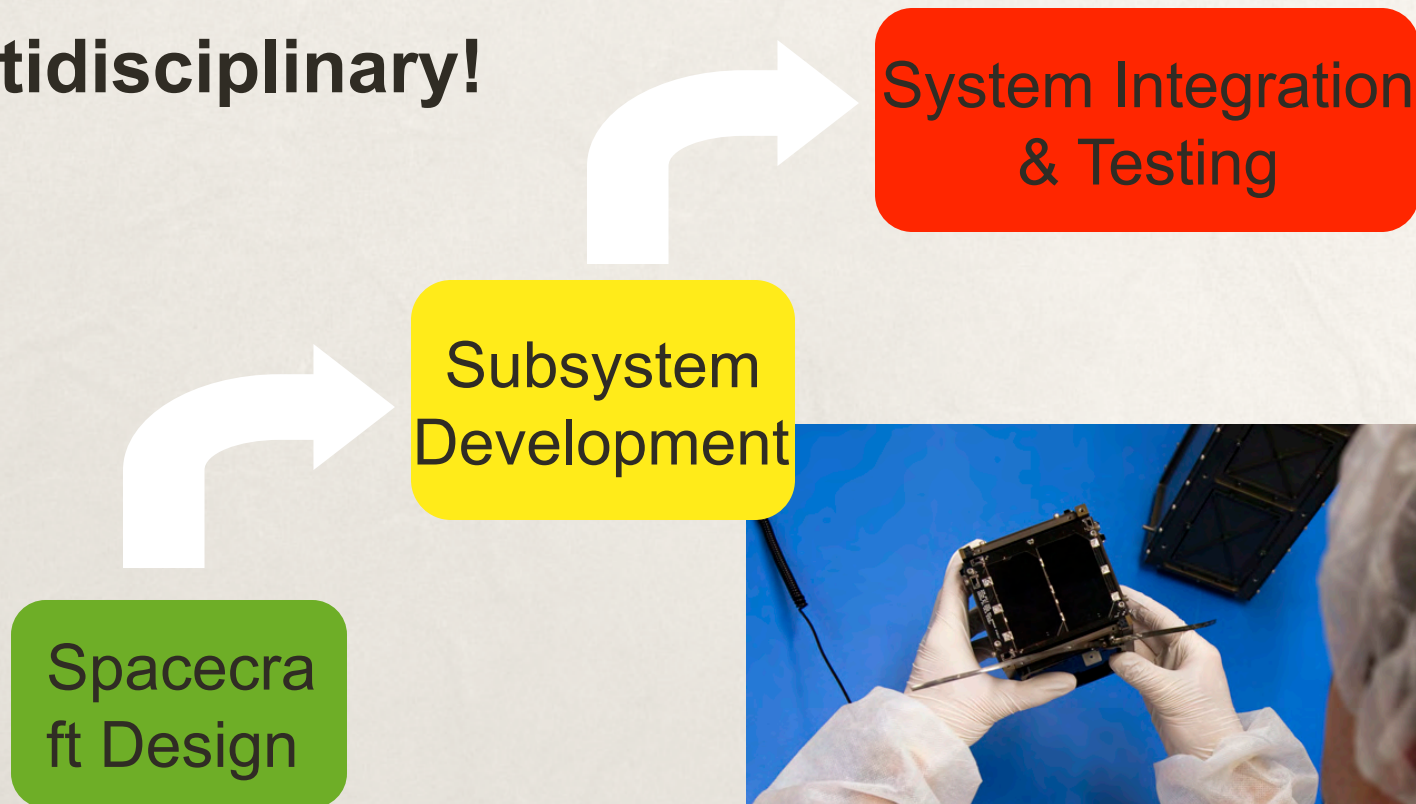 tidisciplinary!
System Integration
& Testing
Subsystem
Development
Spacecra
ft Design